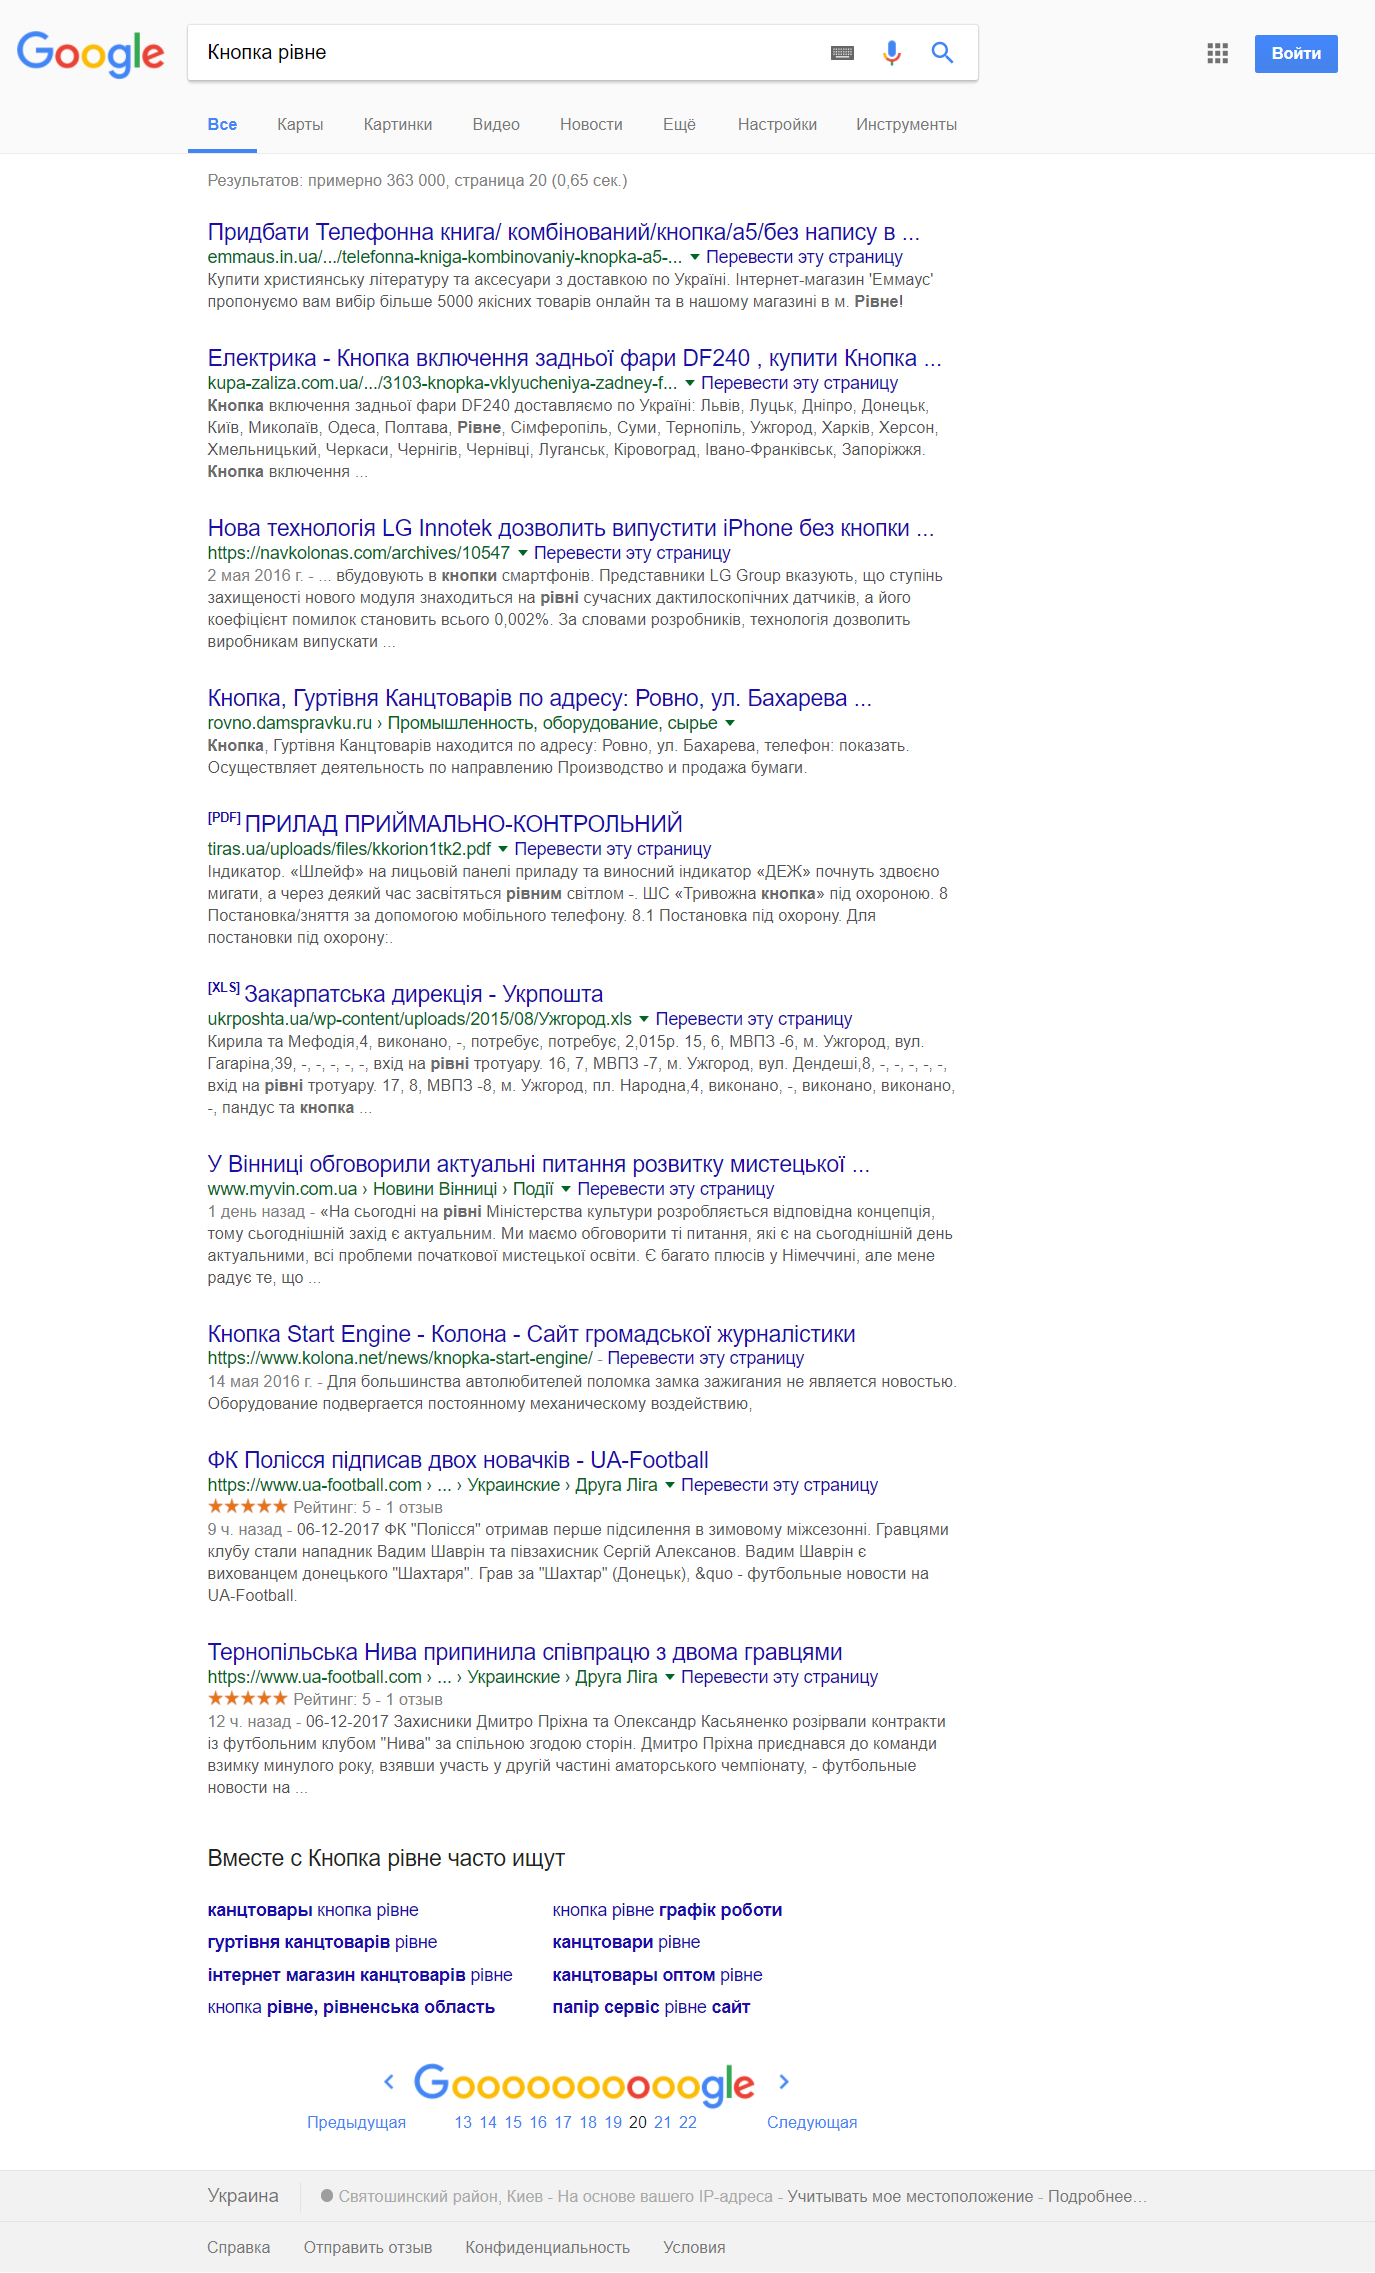 Google
Кнопка рівне
Войти
Все Карты Картинки Видео Новости Ещё Настройки Инструменты
Результатов: примерно 363 000, страница 20 (0,65 сек.)
Придбати Телефонна книга/ комбінований/кнопка/а5/без напису в ...
emmaus.in.ua/.../telefonna-kniga-kombinovaniy-knopka-a5-... Перевести эту страницу
Купити християнську літературу та аксесуари з доставкою по Україні. Інтернет-магазин 'Еммаус'
пропонуємо вам вибір більше 5000 якісних товарів онлайн та в нашому магазині в м. Рівне!
Електрика - Кнопка включення задньої фари DF240 , купити Кнопка ...
kupa-zaliza.com.ua/.../3103-knopka-vklyucheniya-zadney-f... Перевести эту страницу
Кнопка включення задньої фари DF240 доставляємо по Україні: Львів, Луцьк, Дніпро, Донецьк,
Київ, Миколаїв, Одеса, Полтава, Рівне, Сімферопіль, Суми, Тернопіль, Ужгород, Харків, Херсон,
Хмельницький, Черкаси, Чернігів, Чернівці, Луганськ, Кіровоград, Івано-Франківськ, Запоріжжя.
Кнопка включення ...
Нова технологія LG Innotek дозволить випустити iPhone без кнопки ...
https://navkolonas.com/archives/10547 Перевести эту страницу
2 мая 2016 г. - ... вбудовують в кнопки смартфонів. Представники LG Group вказують, що ступінь
захищеності нового модуля знаходиться на рівні сучасних дактилоскопічних датчиків, а його
коефіцієнт помилок становить всього 0,002%. За словами розробників, технологія дозволить
виробникам випускати ...
Кнопка, Гуртівня Канцтоварів по адресу: Ровно, ул. Бахарева ...
rovno.damspravku.ru › Промышленность, оборудование, сырье
Кнопка, Гуртівня Канцтоварів находится по адресу: Ровно, ул. Бахарева, телефон: показать.
Осуществляет деятельность по направлению Производство и продажа бумаги.
[PDF] ПРИЛАД ПРИЙМАЛЬНО-КОНТРОЛЬНИЙ
tiras.ua/uploads/files/kkorion1tk2.pdf Перевести эту страницу
Індикатор. «Шлейф» на лицьовій панелі приладу та виносний індикатор «ДЕЖ» почнуть здвоєно
мигати, а через деякий час засвітяться рівним світлом -. ШС «Тривожна кнопка» під охороною. 8
Постановка/зняття за допомогою мобільного телефону. 8.1 Постановка під охорону. Для
постановки під охорону:.
[XLS] Закарпатська дирекція - Укрпошта
ukrposhta.ua/wp-content/uploads/2015/08/Ужгород.xls Перевести эту страницу
Кирила та Мефодія,4, виконано, -, потребує, потребує, 2,015р. 15, 6, МВПЗ -6, м. Ужгород, вул.
Гагаріна,39, -, -, -, -, -, вхід на рівні тротуару. 16, 7, МВПЗ -7, м. Ужгород, вул. Дендеші,8, -, -, -, -, -,
вхід на рівні тротуару. 17, 8, МВПЗ -8, м. Ужгород, пл. Народна,4, виконано, -, виконано, виконано,
-, пандус та кнопка ...
У Вінниці обговорили актуальні питання розвитку мистецької ...
www.myvin.com.ua › Новини Вінниці › Події Перевести эту страницу
1 день назад - «На сьогодні на рівні Міністерства культури розробляється відповідна концепція,
тому сьогоднішній захід є актуальним. Ми маємо обговорити ті питання, які є на сьогоднішній день
актуальними, всі проблеми початкової мистецької освіти. Є багато плюсів у Німеччині, але мене
радує те, що ...
Кнопка Start Engine - Колона - Сайт громадської журналістики
https://www.kolona.net/news/knopka-start-engine/ - Перевести эту страницу
14 мая 2016 г. - Для большинства автолюбителей поломка замка зажигания не является новостью.
Оборудование подвергается постоянному механическому воздействию,
ФК Полісся підписав двох новачків - UA-Football
https://www.ua-football.com › ... › Украинские › Друга Ліга Перевести эту страницу
Рейтинг: 5 - 1 отзыв
9 ч. назад - 06-12-2017 ФК "Полісся" отримав перше підсилення в зимовому міжсезонні. Гравцями
клубу стали нападник Вадим Шаврін та півзахисник Сергій Алексанов. Вадим Шаврін є
вихованцем донецького "Шахтаря". Грав за "Шахтар" (Донецьк), &quo - футбольные новости на
UA-Football.
Тернопільська Нива припинила співпрацю з двома гравцями
https://www.ua-football.com › ... › Украинские › Друга Ліга Перевести эту страницу
Рейтинг: 5 - 1 отзыв
12 ч. назад - 06-12-2017 Захисники Дмитро Пріхна та Олександр Касьяненко розірвали контракти
із футбольним клубом "Нива" за спільною згодою сторін. Дмитро Пріхна приєднався до команди
взимку минулого року, взявши участь у другій частині аматорського чемпіонату, - футбольные
новости на ...
Вместе с Кнопка рівне часто ищут
канцтовары кнопка рівне кнопка рівне графік роботи
гуртівня канцтоварів рівне канцтовари рівне
інтернет магазин канцтоварів рівне канцтовары оптом рівне
кнопка рівне, рівненська область папір сервіс рівне сайт
Goooooooooogle
Предыдущая 13 14 15 16 17 18 19 20 21 22 Следующая
Украина Святошинский район, Киев - На основе вашего IP-адреса - Учитывать мое местоположение - Подробнее...
Справка Отправить отзыв Конфиденциальность Условия